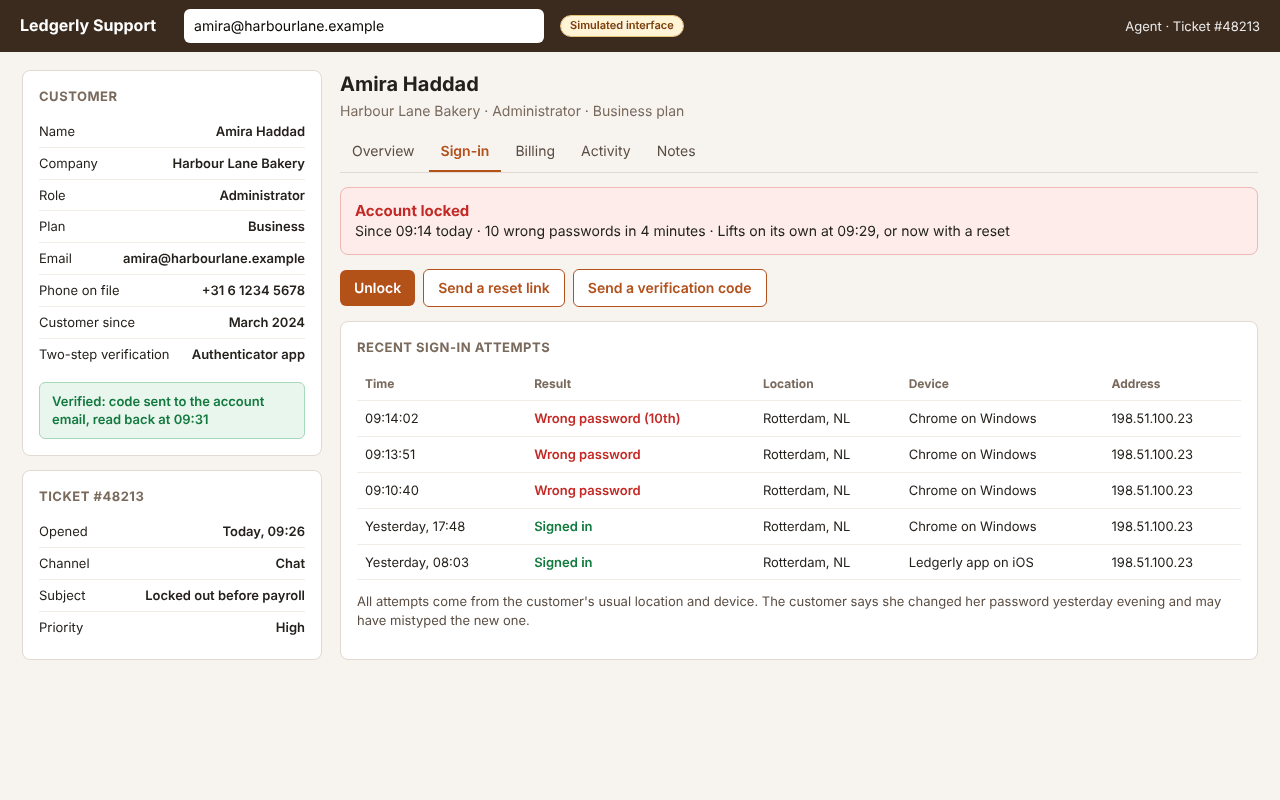 Ledgerly Support
amira@harbourlane.example
Simulated interface
Agent · Ticket #48213
CUSTOMER
Name Amira Haddad
Company Harbour Lane Bakery
Role Administrator
Plan Business
Email amira@harbourlane.example
Phone on file +31 6 1234 5678
Customer since March 2024
Two-step verification Authenticator app
Verified: code sent to the account
email, read back at 09:31
TICKET #48213
Opened Today, 09:26
Channel Chat
Subject Locked out before payroll
Priority High
Amira Haddad
Harbour Lane Bakery · Administrator · Business plan
Overview Sign-in Billing Activity Notes
Account locked
Since 09:14 today · 10 wrong passwords in 4 minutes · Lifts on its own at 09:29, or now with a reset
Unlock Send a reset link Send a verification code
RECENT SIGN-IN ATTEMPTS
Time Result Location Device Address
09:14:02 Wrong password (10th) Rotterdam, NL Chrome on Windows 198.51.100.23
09:13:51 Wrong password Rotterdam, NL Chrome on Windows 198.51.100.23
09:10:40 Wrong password Rotterdam, NL Chrome on Windows 198.51.100.23
Yesterday, 17:48 Signed in Rotterdam, NL Chrome on Windows 198.51.100.23
Yesterday, 08:03 Signed in Rotterdam, NL Ledgerly app on iOS 198.51.100.23
All attempts come from the customer's usual location and device. The customer says she changed her password yesterday evening and may
have mistyped the new one.